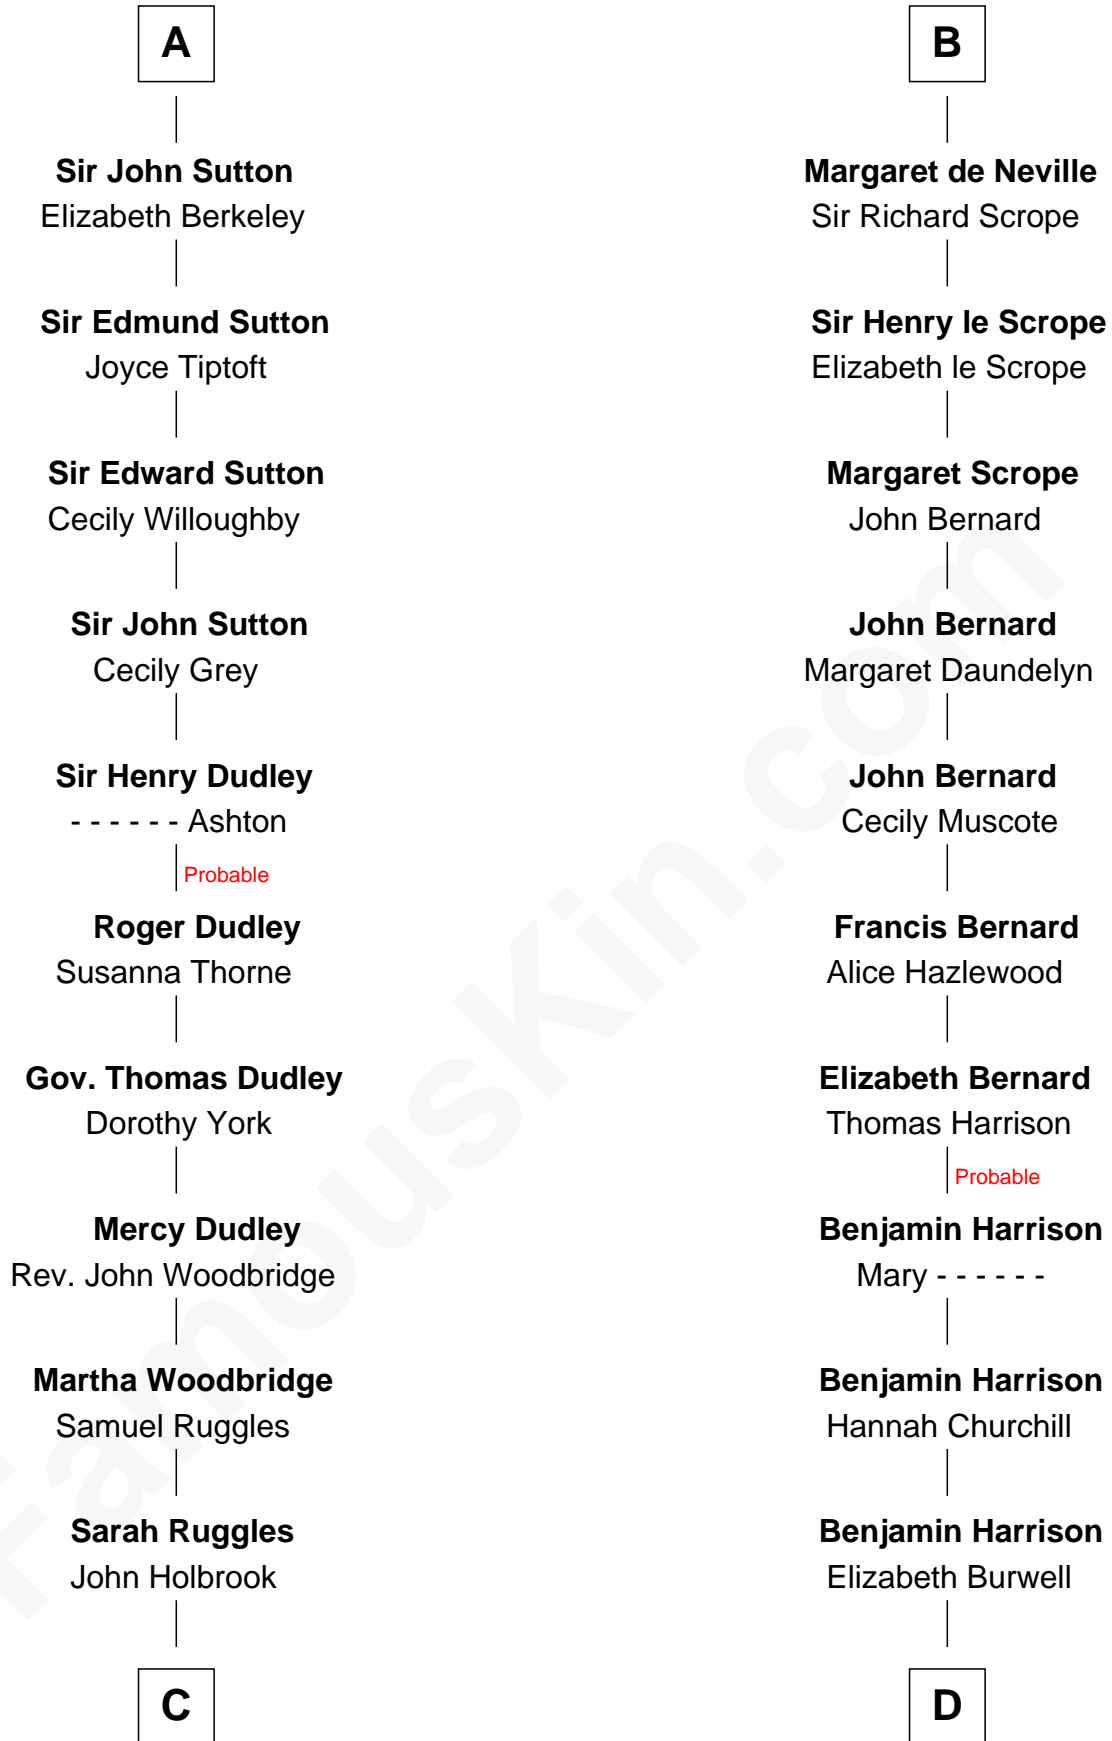 A
Sir John Sutton
Elizabeth Berkeley
Sir Edmund Sutton
Joyce Tiptoft
Sir Edward Sutton
Cecily Willoughby
Sir John Sutton
Cecily Grey
Sir Henry Dudley
- - - - - - Ashton
Probable
Roger Dudley
Susanna Thorne
Gov. Thomas Dudley
Dorothy York
Mercy Dudley
Rev. John Woodbridge
Martha Woodbridge
Samuel Ruggles
Sarah Ruggles
John Holbrook
C
B
Margaret de Neville
Sir Richard Scrope
Sir Henry le Scrope
Elizabeth le Scrope
Margaret Scrope
John Bernard
John Bernard
Margaret Daundelyn
John Bernard
Cecily Muscote
Francis Bernard
Alice Hazlewood
Elizabeth Bernard
Thomas Harrison
Probable
Benjamin Harrison
Mary - - - - - -
Benjamin Harrison
Hannah Churchill
Benjamin Harrison
Elizabeth Burwell
D
FamousKin.com